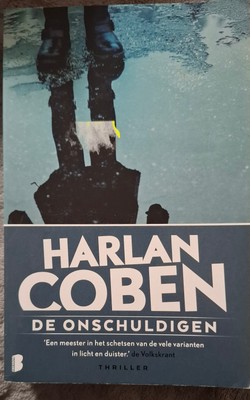 HARLAN
COBEN
DE ONSCHULDIGEN
'Een meester in het schetsen van de vele varianten
in licht en duister.' de Volkskrant
B
THRILLER